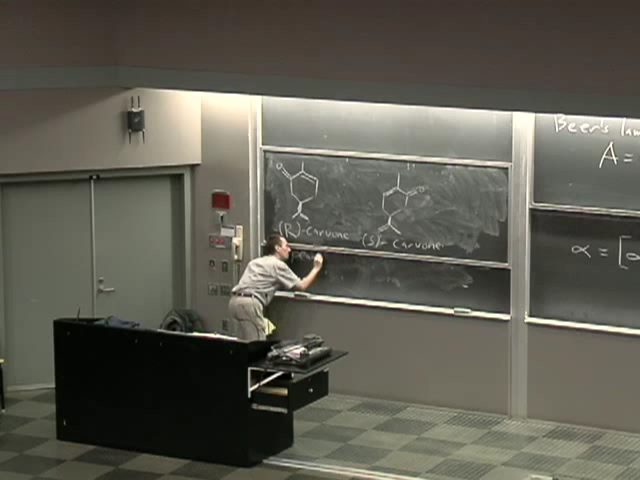 O
O
(R)-carvone (S)-carvone
Beer's law
A =
α = [α